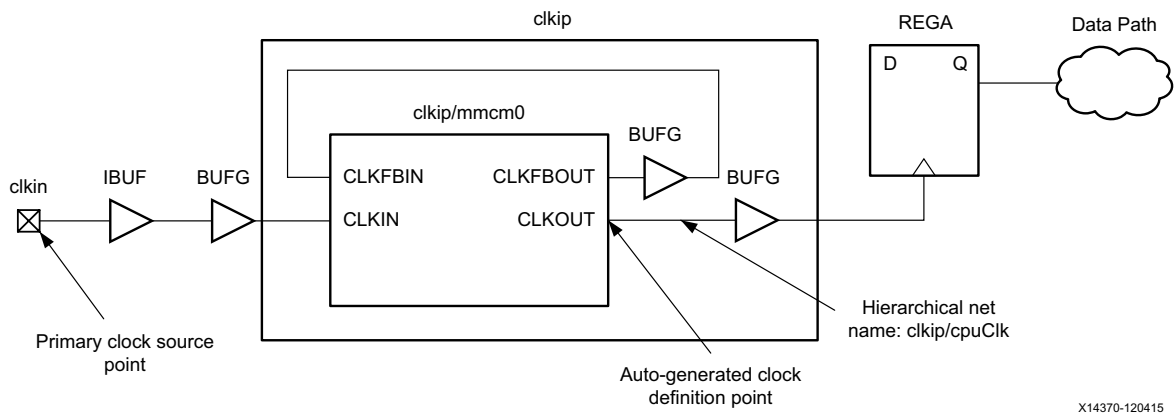 clkip
REGA
Data Path
D
Q
clkip/mmcm0
BUFG
clkin
IBUF
BUFG
CLKFBIN
CLKFBOUT
BUFG
CLKIN
CLKOUT
Primary clock source
point
Hierarchical net
name: clkip/cpuClk
Auto-generated clock
definition point
X14370-120415